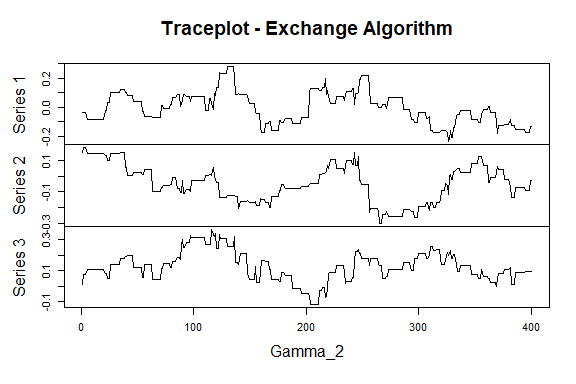 Traceplot - Exchange Algorithm
Series 1
-0.2 0.0 0.2
Series 2
-0.3 -0.1 0.1
Series 3
-0.1 0.1 0.3
0 100 200 300 400
Gamma_2